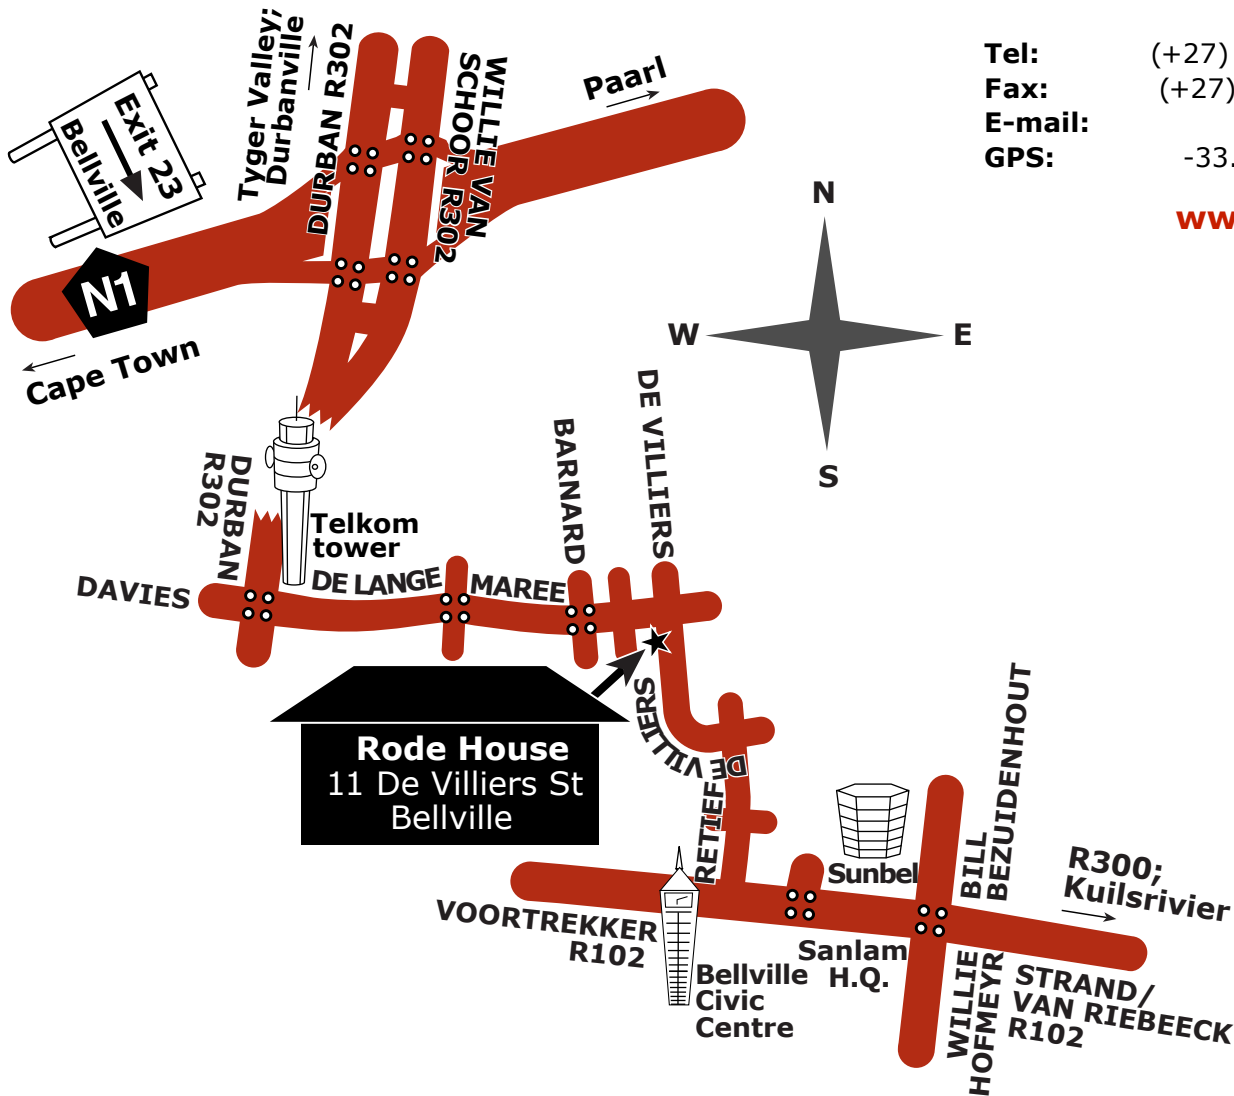 Tel: (+27)
Fax: (+27)
E-mail:
GPS: -33.
ww
Tyger Valley;
Durbanville
DURBAN R302
WILLIE VAN
SCHOOR R302
Paarl
Exit 23
Bellville
N1
Cape Town
N
W
E
S
DURBAN
R302
Telkom
tower
DAVIES
DE LANGE
MAREE
BARNARD
DE VILLIERS
DE VILLIERS
Rode House
11 De Villiers St
Bellville
RETIEF
Sunbel
BILL
BEZUIDENHOUT
R300;
Kuilsrivier
VOORTREKKER
R102
Bellville
Civic
Centre
Sanlam
H.Q.
WILLIE
HOFMEYR
STRAND/
VAN RIEBEECK
R102